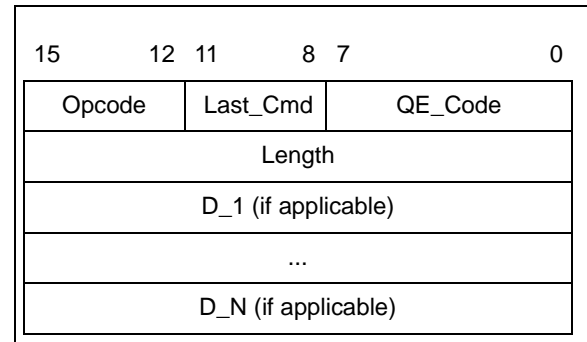 15 12 11 8 7 0
Opcode Last_Cmd QE_Code
Length
D_1 (if applicable)
...
D_N (if applicable)